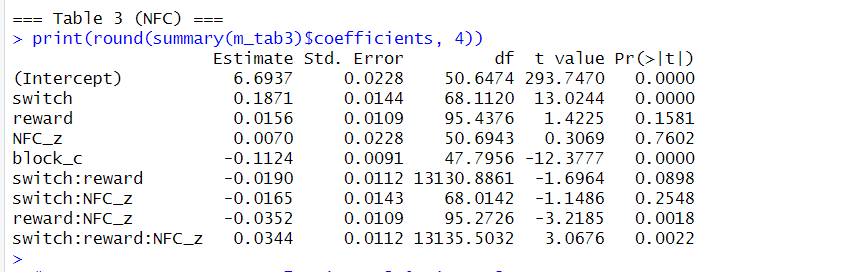 === Table 3 (NFC) ===
> print(round(summary(m_tab3)$coefficients, 4))
Estimate Std. Error df t value Pr(>|t|)
(Intercept) 6.6937 0.0228 50.6474 293.7470 0.0000
switch 0.1871 0.0144 68.1120 13.0244 0.0000
reward 0.0156 0.0109 95.4376 1.4225 0.1581
NFC_z 0.0070 0.0228 50.6943 0.3069 0.7602
block_c -0.1124 0.0091 47.7956 -12.3777 0.0000
switch:reward -0.0190 0.0112 13130.8861 -1.6964 0.0898
switch:NFC_z -0.0165 0.0143 68.0142 -1.1486 0.2548
reward:NFC_z -0.0352 0.0109 95.2726 -3.2185 0.0018
switch:reward:NFC_z 0.0344 0.0112 13135.5032 3.0676 0.0022
>